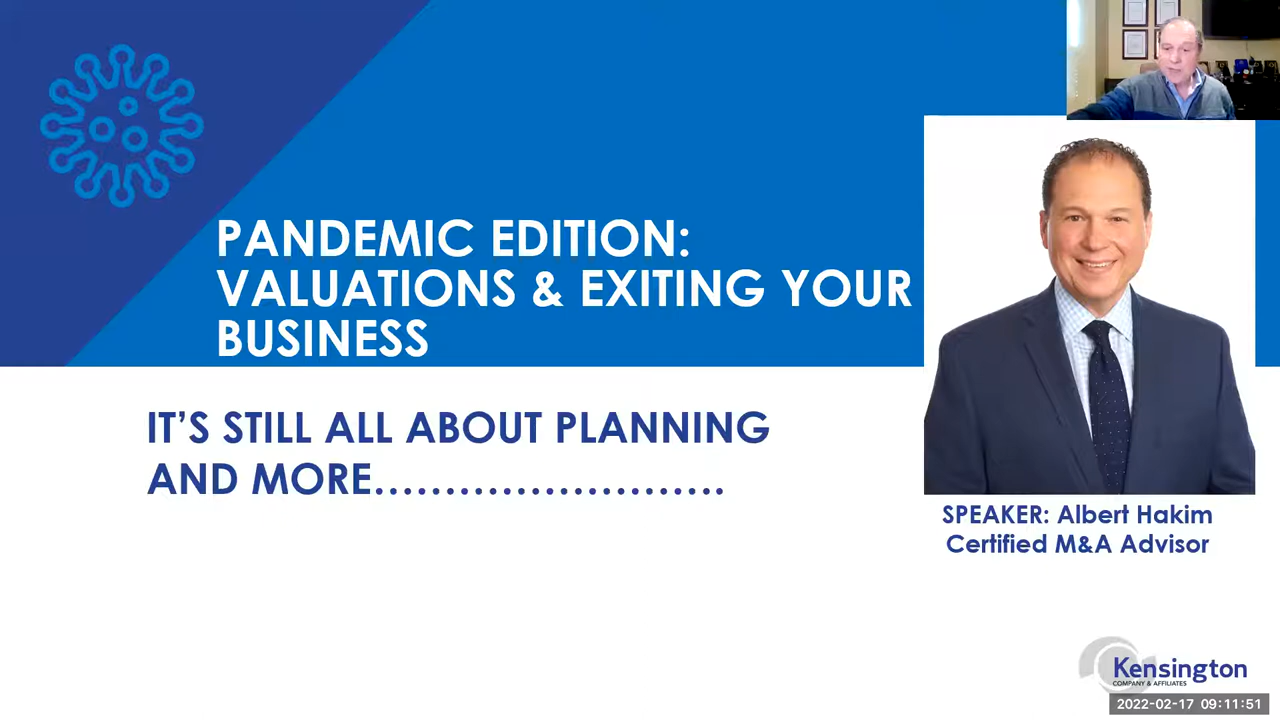 PANDEMIC EDITION:
VALUATIONS & EXITING YOUR
BUSINESS
IT’S STILL ALL ABOUT PLANNING
AND MORE……………………….
SPEAKER: Albert Hakim
Certified M&A Advisor
Kensington
COMPANY & AFFILIATES
2022-02-17 09:11:51